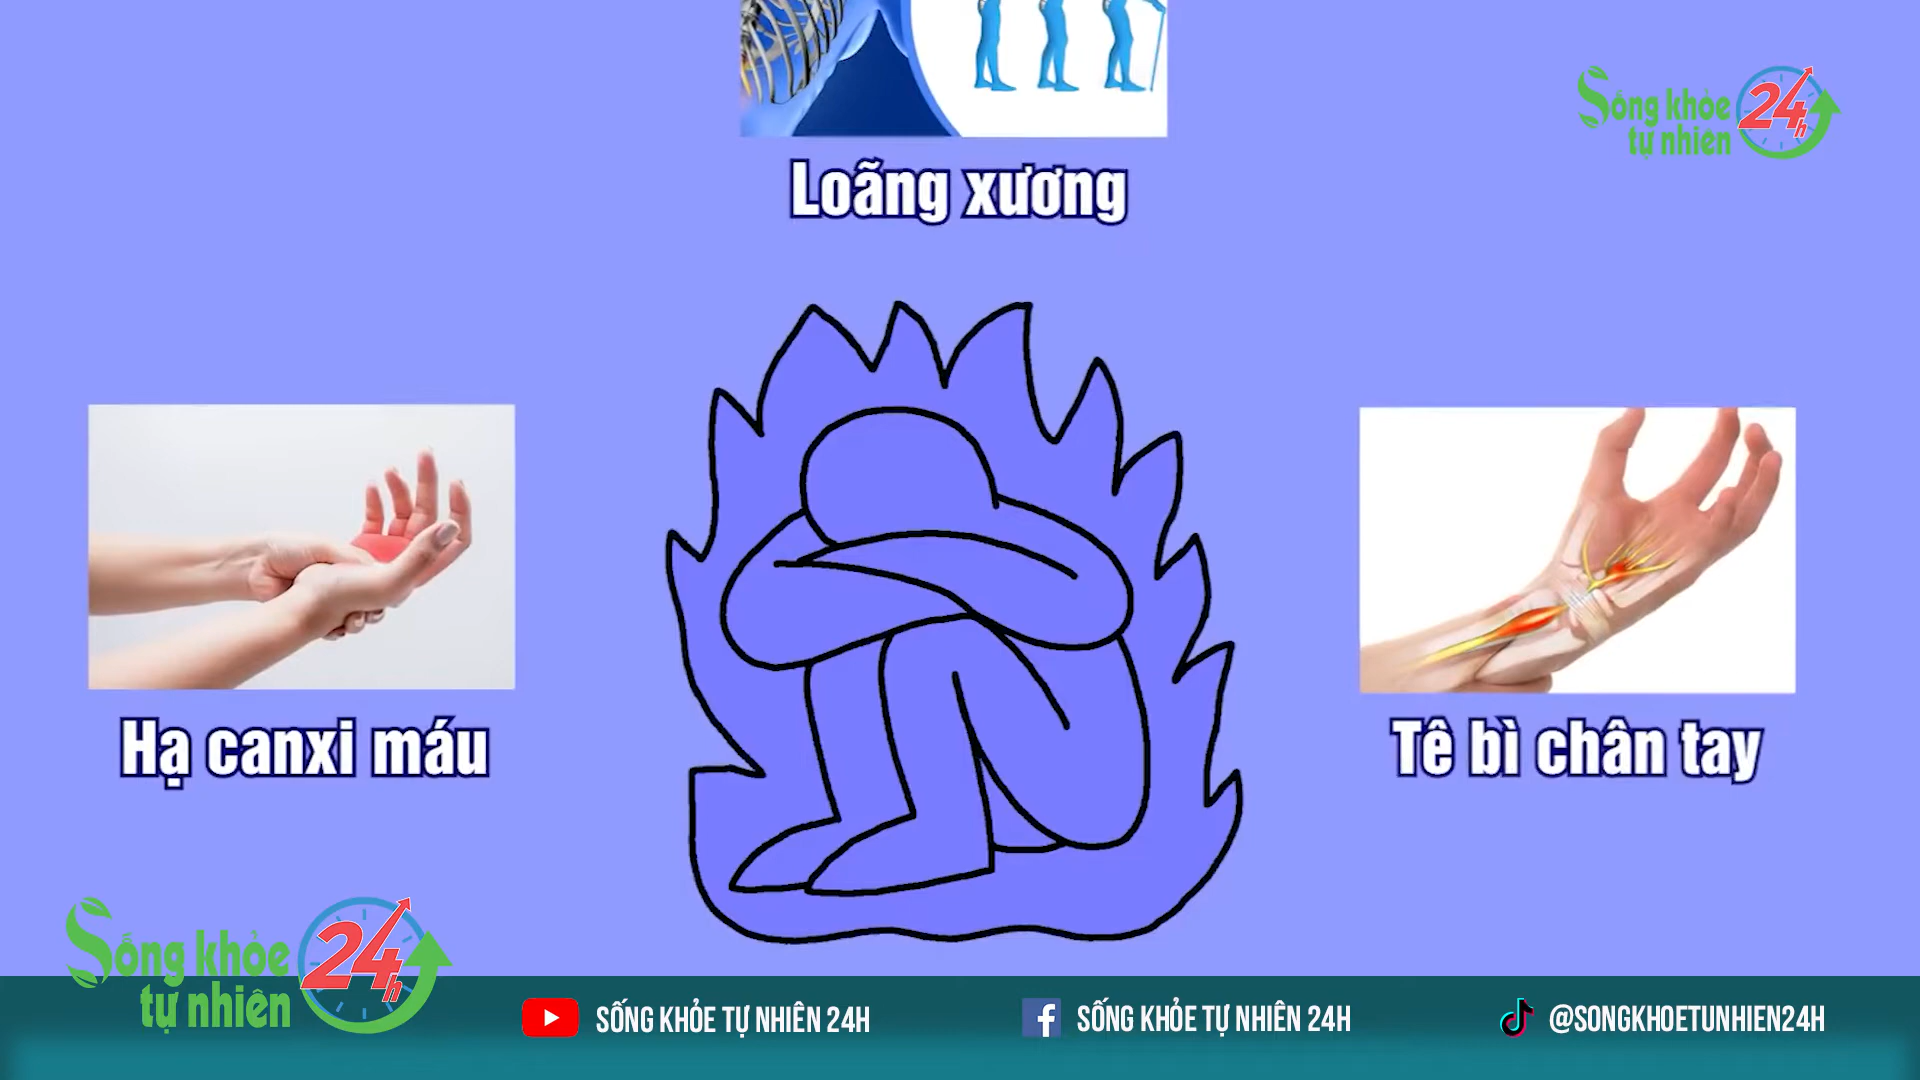 Sống khỏe 24h
tự nhiên
Loãng xương
Hạ canxi máu
Tê bì chân tay
Sống khỏe 24h
tự nhiên
SỐNG KHỎE TỰ NHIÊN 24H
SỐNG KHỎE TỰ NHIÊN 24H
@SONGKHOETUNHIEN24H